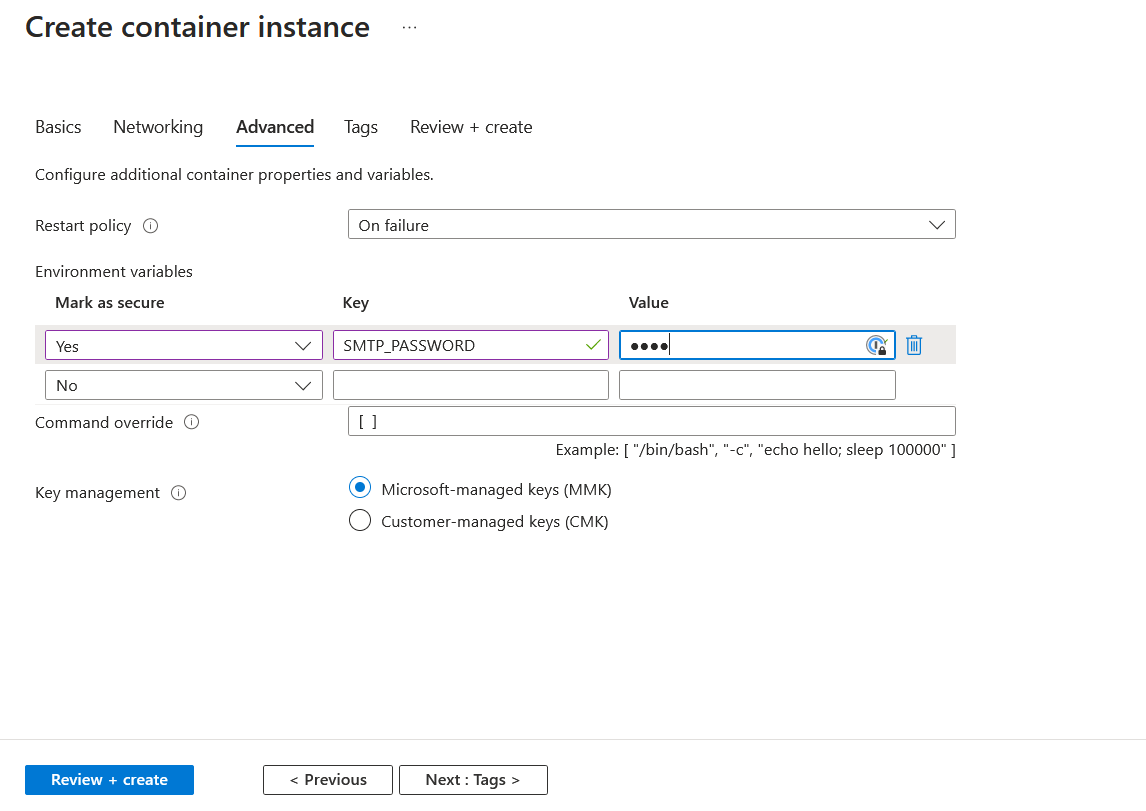 Create container instance ...
Basics Networking Advanced Tags Review + create
Configure additional container properties and variables.
Restart policy On failure
Environment variables
Mark as secure Key Value
Yes SMTP_PASSWORD ●●●●
No
Command override [ ]
Example: [ "/bin/bash", "-c", "echo hello; sleep 100000" ]
Key management Microsoft-managed keys (MMK)
Customer-managed keys (CMK)
Review + create < Previous Next : Tags >